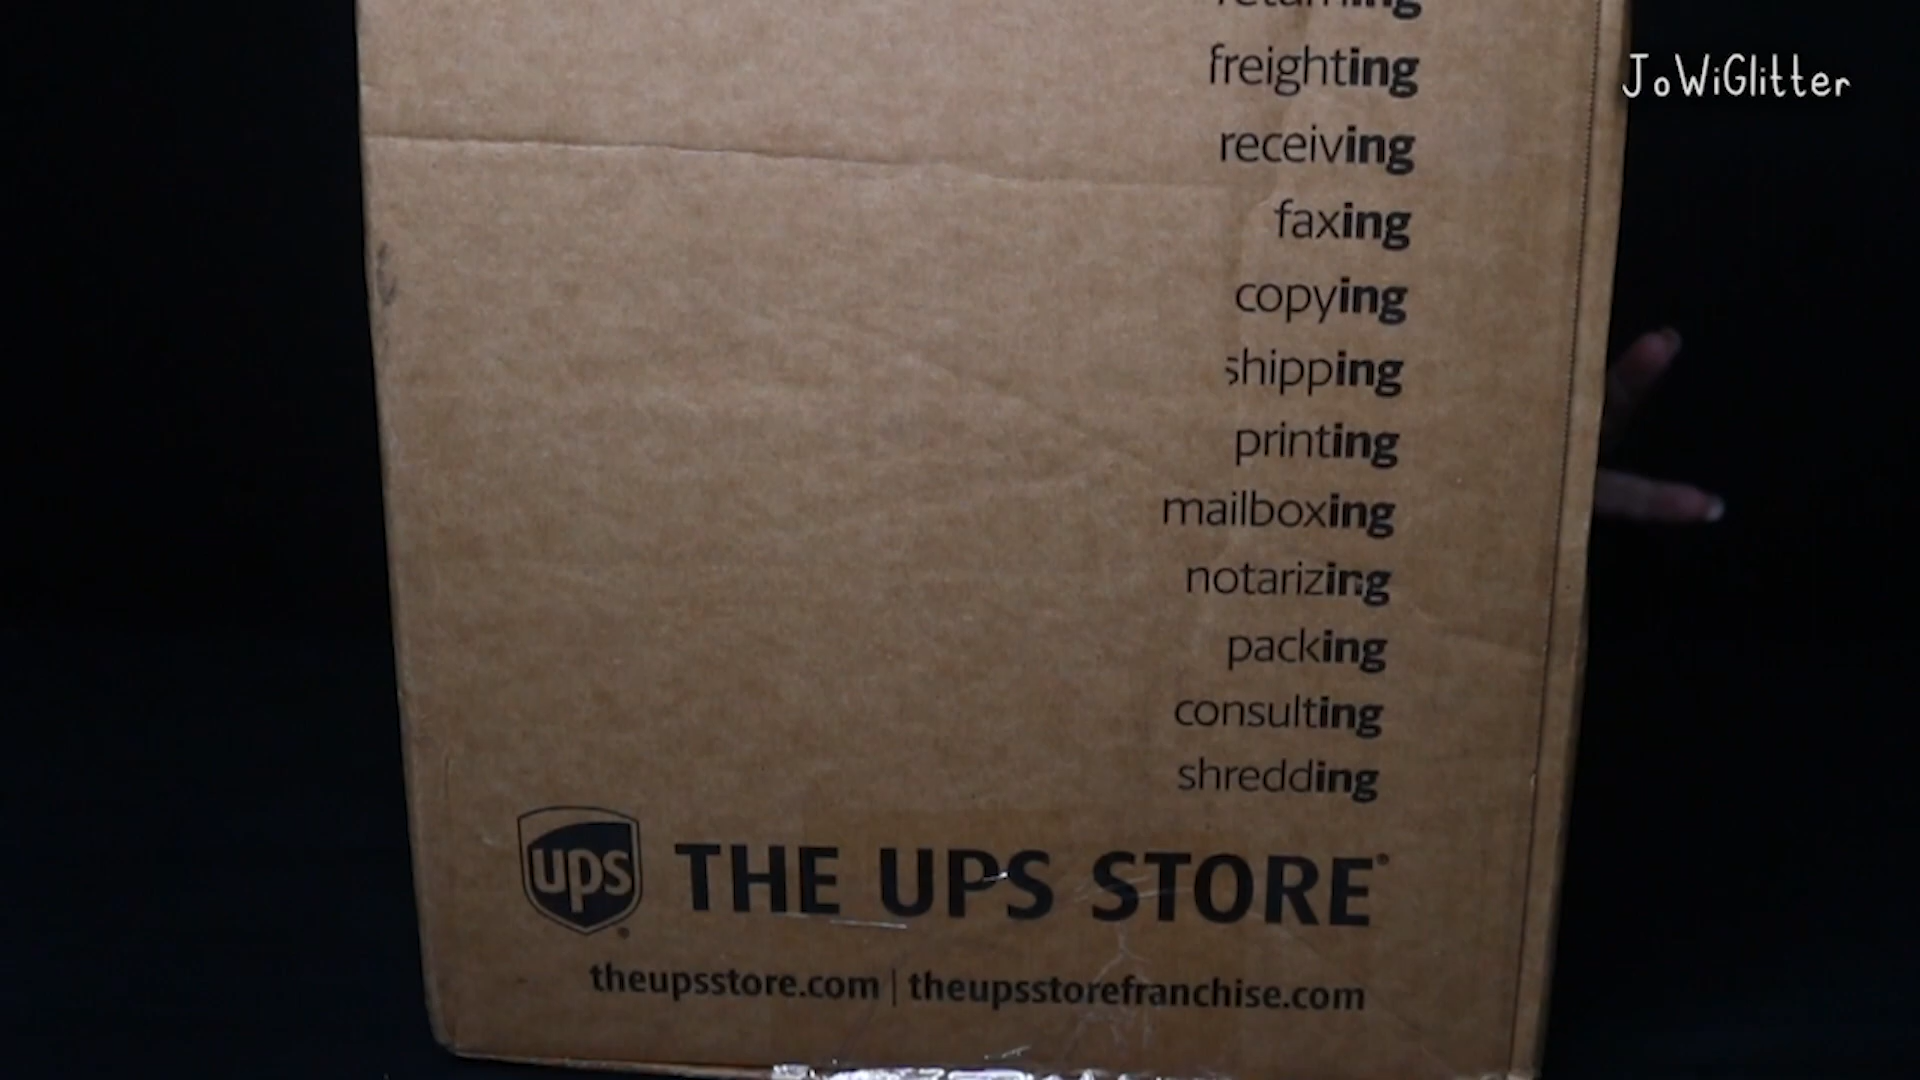 returning
freighting
JoWiGlitter
receiving
faxing
copying
shipping
printing
mailboxing
notarizing
packing
consulting
shredding
ups
THE UPS STORE®
theupsstore.com | theupsstorefranchise.com